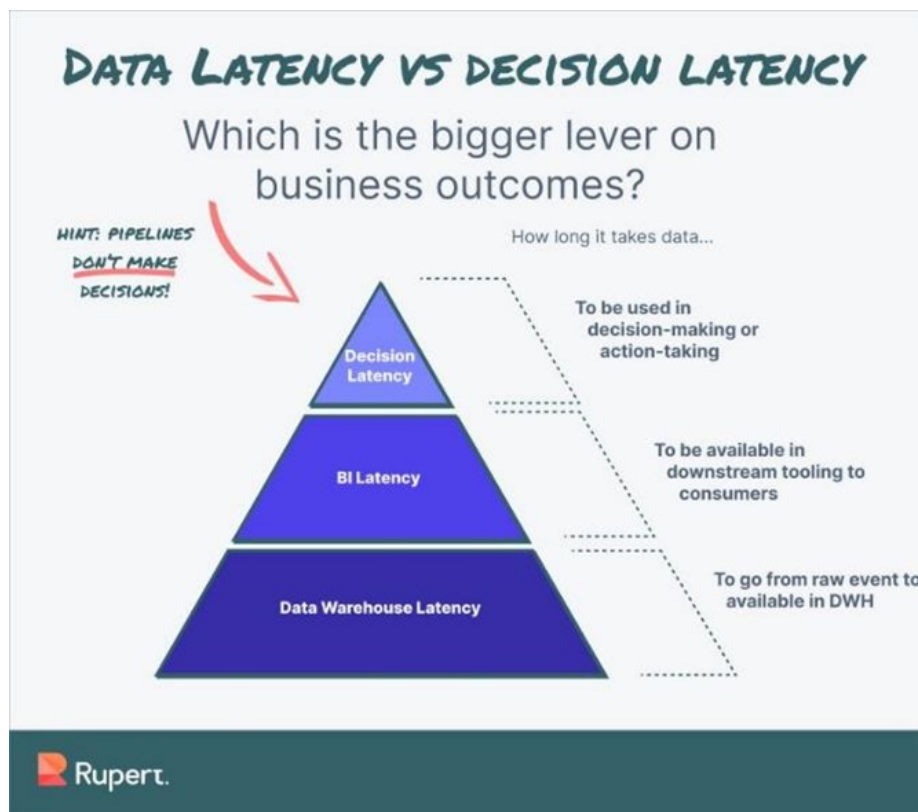 DATA LATENCY VS DECISION LATENCY
Which is the bigger lever on
business outcomes?
HINT: PIPELINES
DON'T MAKE
DECISIONS!
How long it takes data...
Decision
Latency
To be used in
decision-making or
action-taking
BI Latency
To be available in
downstream tooling to
consumers
Data Warehouse Latency
To go from raw event to
available in DWH
Rupert.